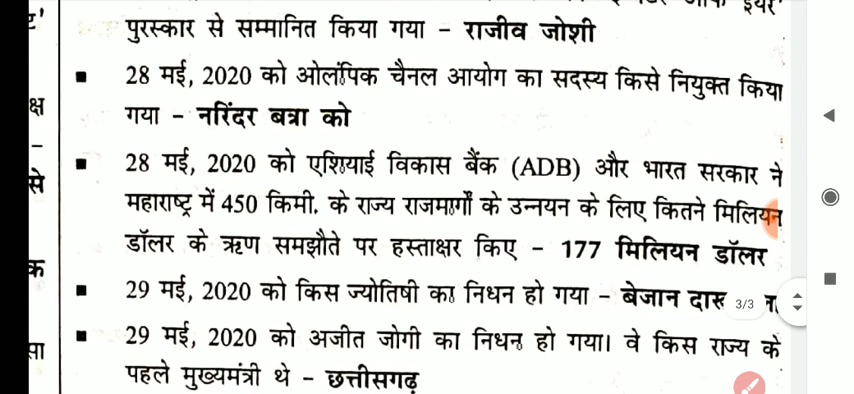 ट'
पुरस्कार से सम्मानित किया गया – राजीव जोशी
■ 28 मई, 2020 को ओलंपिक चैनल आयोग का सदस्य किसे नियुक्त किया
क्ष
गया – नरिंदर बत्रा को
–
■ 28 मई, 2020 को एशियाई विकास बैंक (ADB) और भारत सरकार ने
से
महाराष्ट्र में 450 किमी. के राज्य राजमार्गों के उन्नयन के लिए कितने मिलियन
डॉलर के ऋण समझौते पर हस्ताक्षर किए – 177 मिलियन डॉलर
क
■ 29 मई, 2020 को किस ज्योतिषी का निधन हो गया – बेजान
3/3
■ 29 मई, 2020 को अजीत जोगी का निधन हो गया। वे किस राज्य के
सा
पहले मुख्यमंत्री थे – छत्तीसगढ़